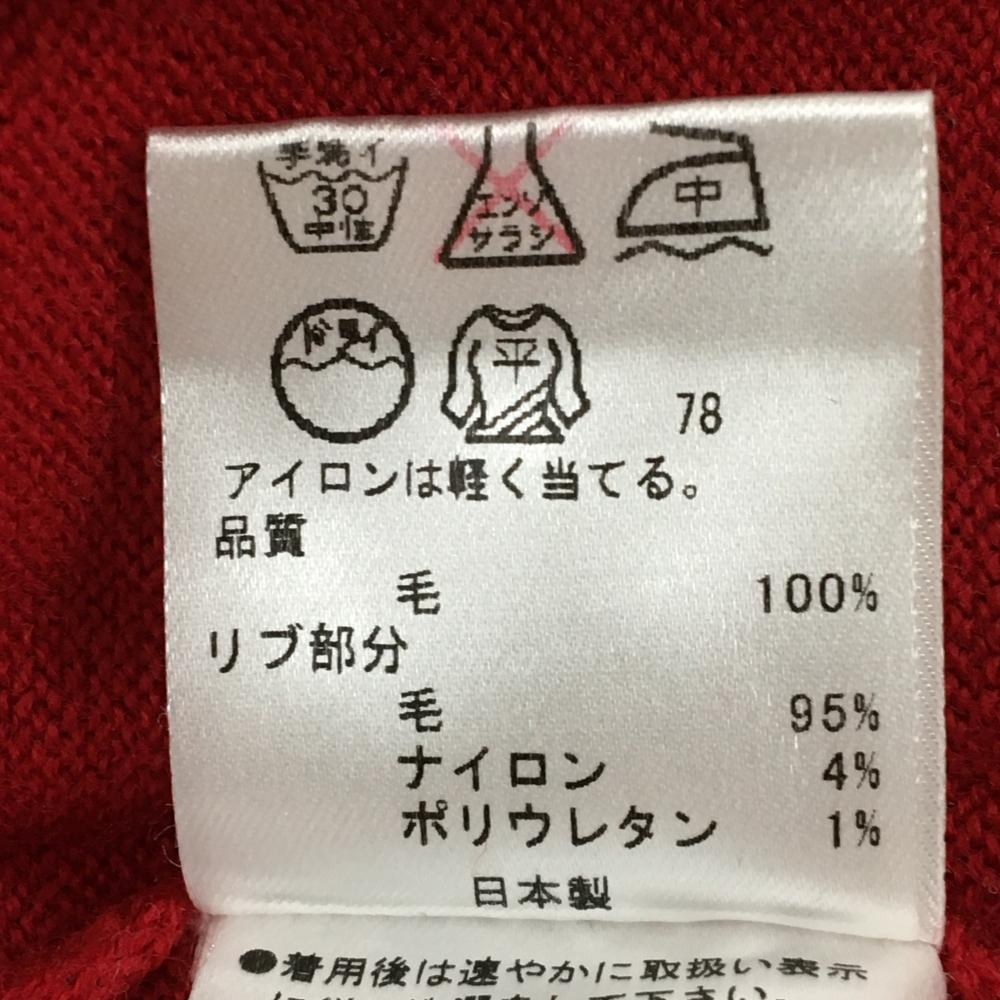 手洗イ
30
中性
エンソ
サラシ
中
ドライ
平
78
アイロンは軽く当てる。
品質
毛 100%
リブ部分
毛 95%
ナイロン 4%
ポリウレタン 1%
日本製
●着用後は速やかに取扱い表示